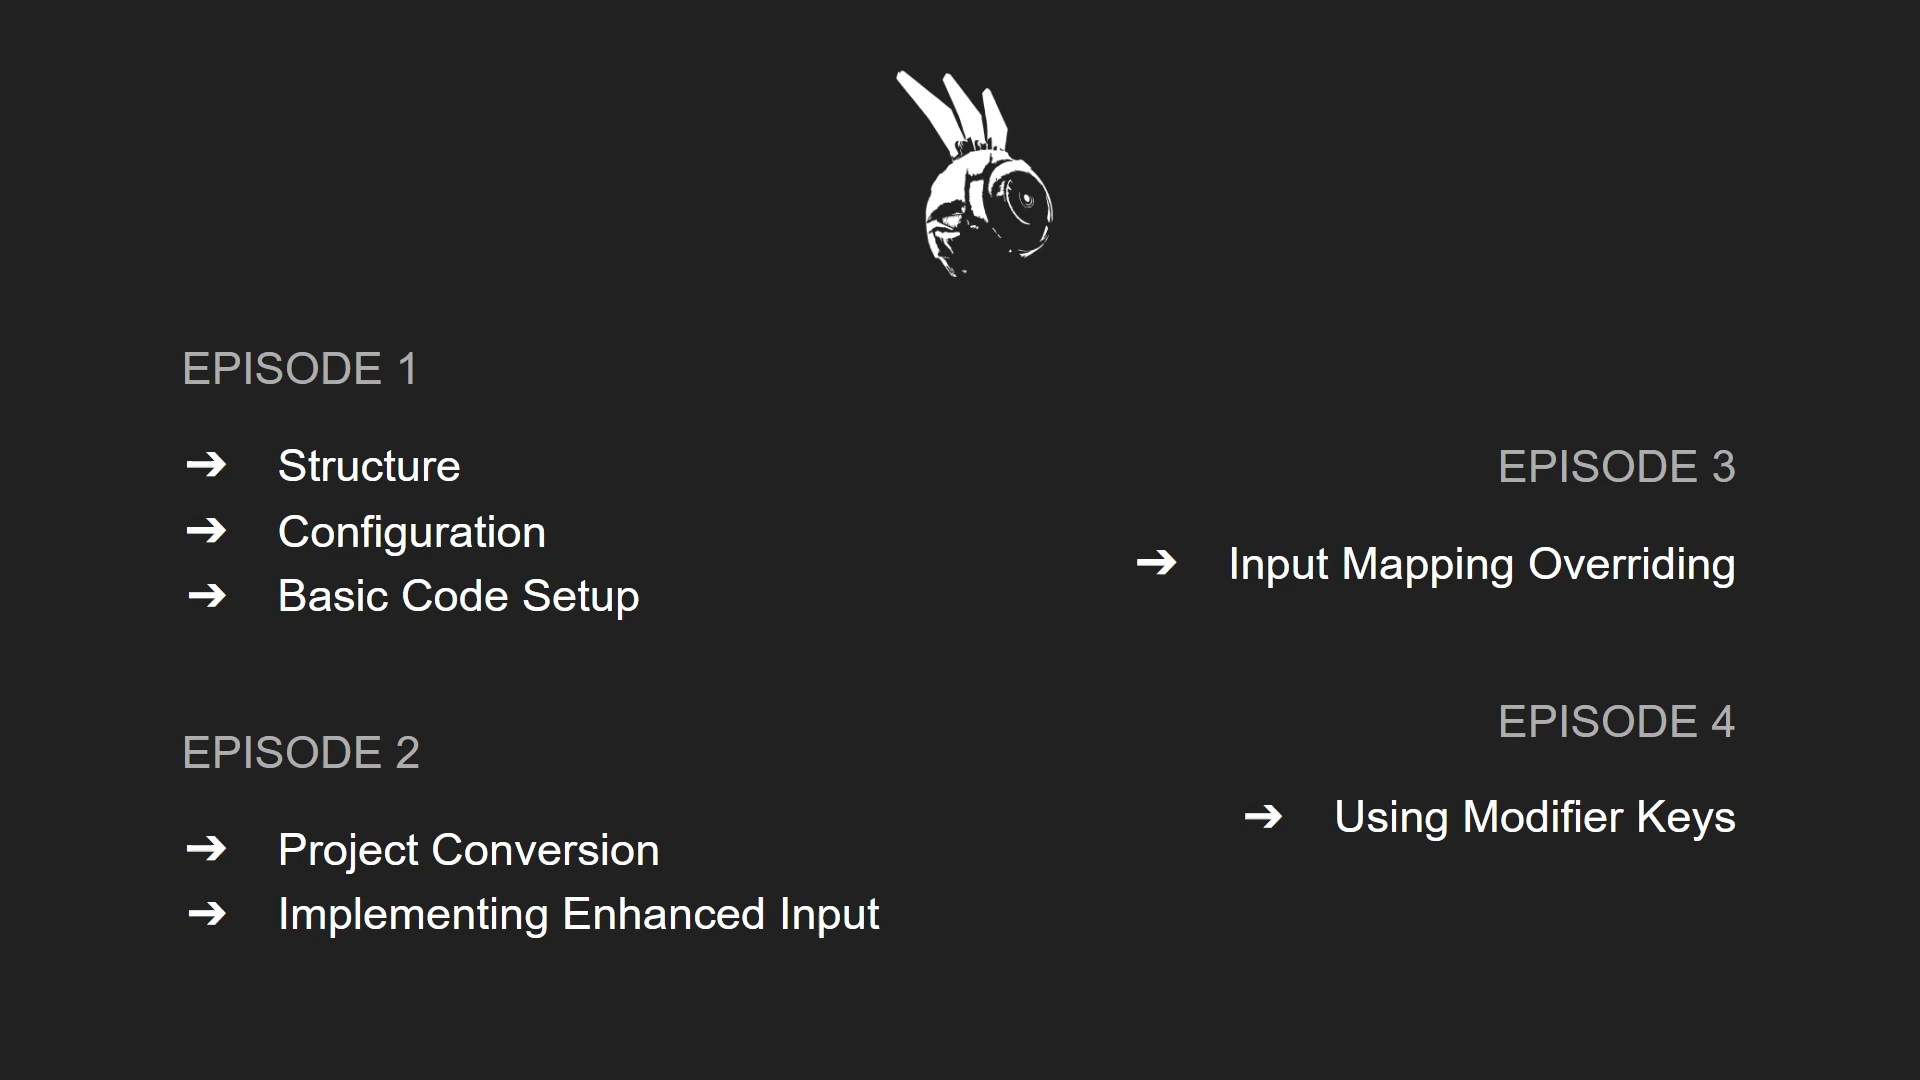 EPISODE 1
➔ Structure
➔ Configuration
➔ Basic Code Setup
EPISODE 2
➔ Project Conversion
➔ Implementing Enhanced Input
EPISODE 3
➔ Input Mapping Overriding
EPISODE 4
➔ Using Modifier Keys